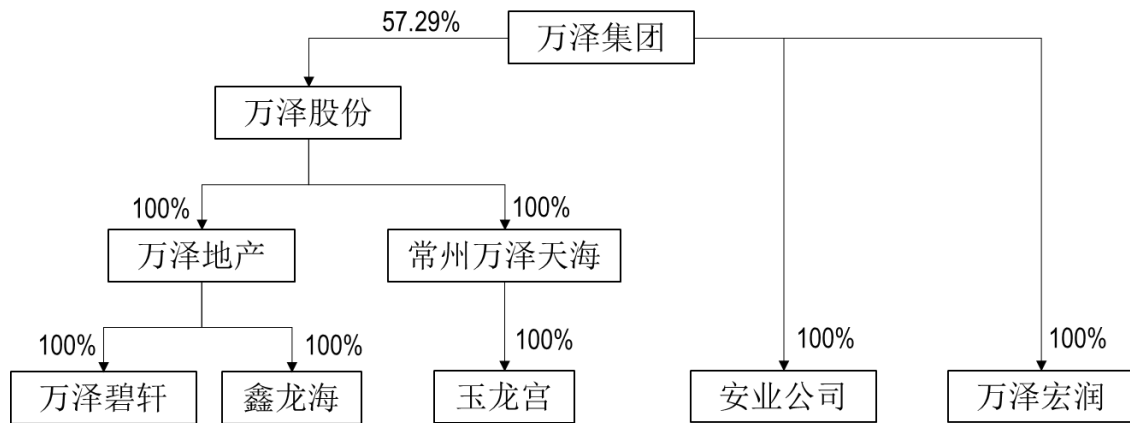 57.29%
万泽集团
万泽股份
100%
100%
万泽地产
常州万泽天海
100%
100%
100%
100%
100%
万泽碧轩
鑫龙海
玉龙宫
安业公司
万泽宏润